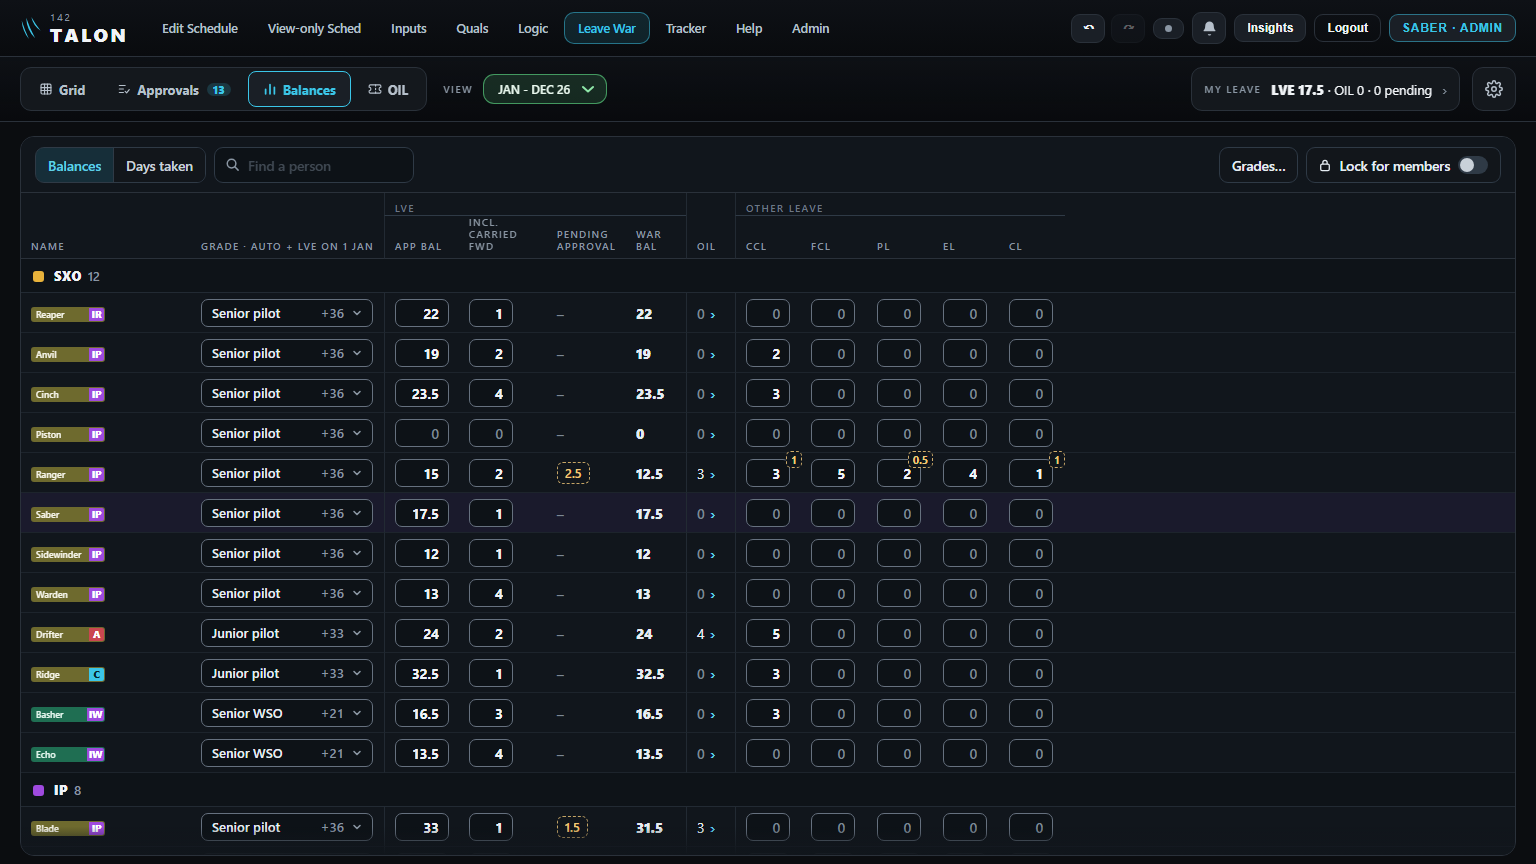 142
TALON
Edit Schedule
View-only Sched
Inputs
Quals
Logic
Leave War
Tracker
Help
Admin
Insights
Logout
SABER · ADMIN
Grid
Approvals 13
Balances
OIL
VIEW
JAN - DEC 26
MY LEAVE LVE 17.5 · OIL 0 · 0 pending ›
Balances
Days taken
Find a person
Grades...
Lock for members
LVE
OTHER LEAVE
NAME
GRADE · AUTO + LVE ON 1 JAN
APP BAL
INCL. CARRIED FWD
PENDING APPROVAL
WAR BAL
OIL
CCL
FCL
PL
EL
CL
SXO 12
Reaper IR Senior pilot +36 22 1 – 22 0 › 0 0 0 0 0
Anvil IP Senior pilot +36 19 2 – 19 0 › 2 0 0 0 0
Cinch IP Senior pilot +36 23.5 4 – 23.5 0 › 3 0 0 0 0
Piston IP Senior pilot +36 0 0 – 0 0 › 0 0 0 0 0
Ranger IP Senior pilot +36 15 2 2.5 12.5 3 › 3 1 5 2 0.5 4 1 1
Saber IP Senior pilot +36 17.5 1 – 17.5 0 › 0 0 0 0 0
Sidewinder IP Senior pilot +36 12 1 – 12 0 › 0 0 0 0 0
Warden IP Senior pilot +36 13 4 – 13 0 › 0 0 0 0 0
Drifter A Junior pilot +33 24 2 – 24 4 › 5 0 0 0 0
Ridge C Junior pilot +33 32.5 1 – 32.5 0 › 3 0 0 0 0
Basher IW Senior WSO +21 16.5 3 – 16.5 0 › 3 0 0 0 0
Echo IW Senior WSO +21 13.5 4 – 13.5 0 › 0 0 0 0 0
IP 8
Blade IP Senior pilot +36 33 1 1.5 31.5 3 › 0 0 0 0 0